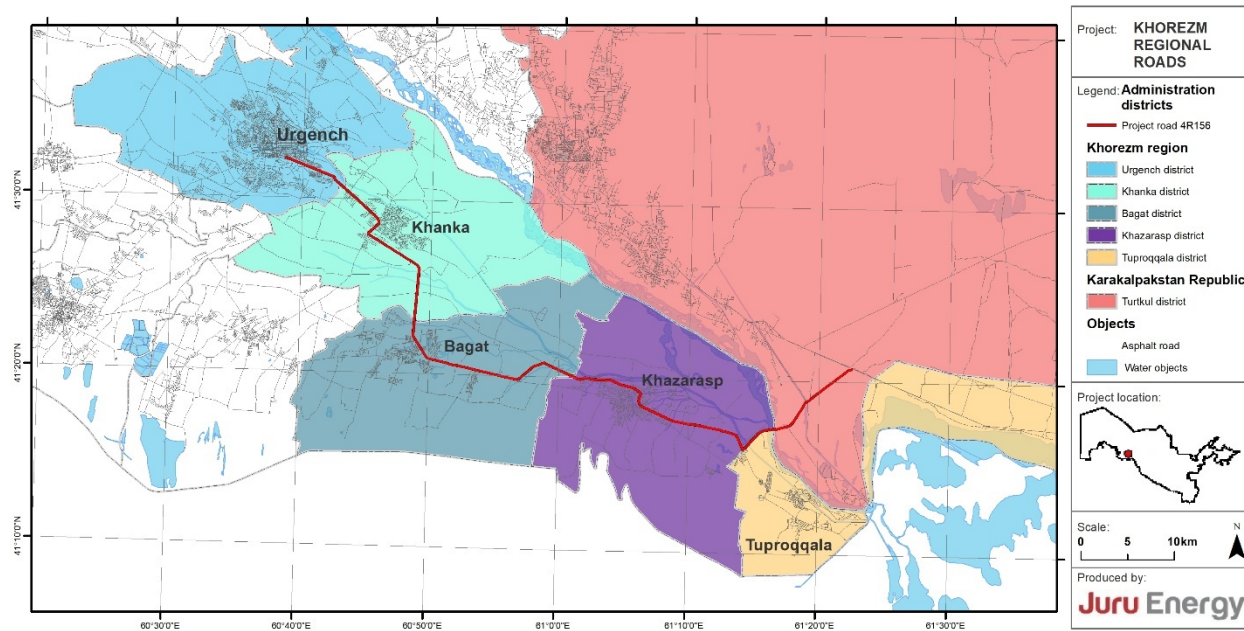 Urgench
Khanka
Bagat
Khazarasp
Tuproqqala
41°30'0"N
41°20'0"N
41°10'0"N
60°30'0"E
60°40'0"E
60°50'0"E
61°0'0"E
61°10'0"E
61°20'0"E
61°30'0"E
Project: KHOREZM
REGIONAL
ROADS
Legend: Administration
districts
Project road 4R156
Khorezm region
Urgench district
Khanka district
Bagat district
Khazarasp district
Tuproqqala district
Karakalpakstan Republic
Turtkul district
Objects
Asphalt road
Water objects
Project location:
Scale:
N
0 5 10km
Produced by:
Juru Energy